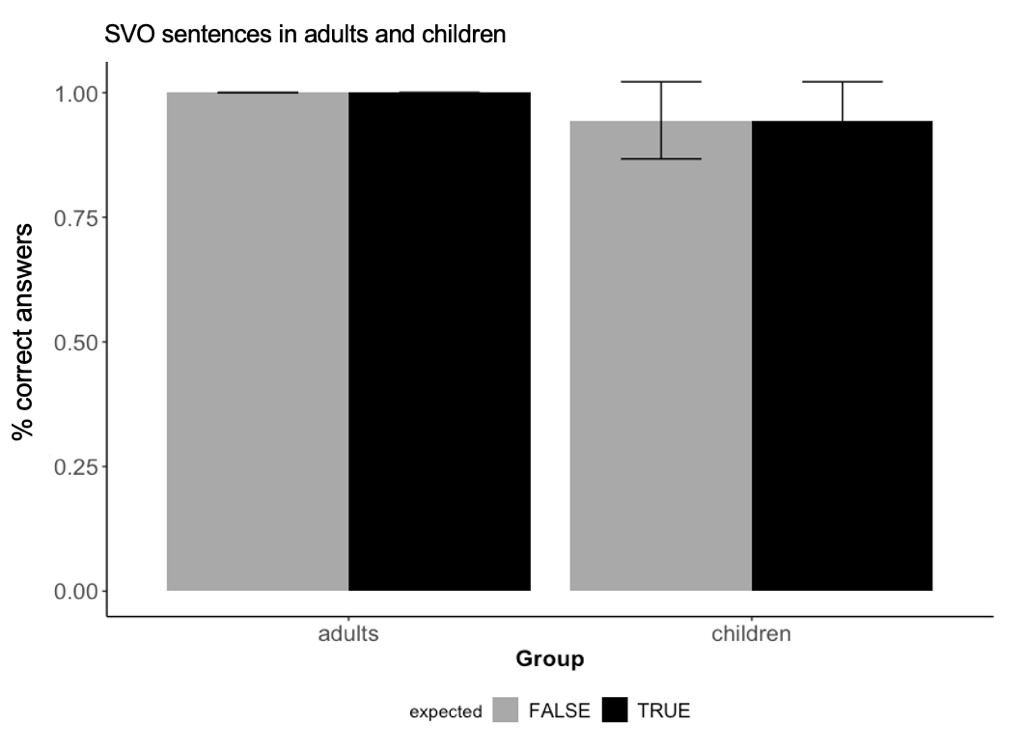 SVO sentences in adults and children
% correct answers
1.00
0.75
0.50
0.25
0.00
adults children
Group
expected FALSE TRUE